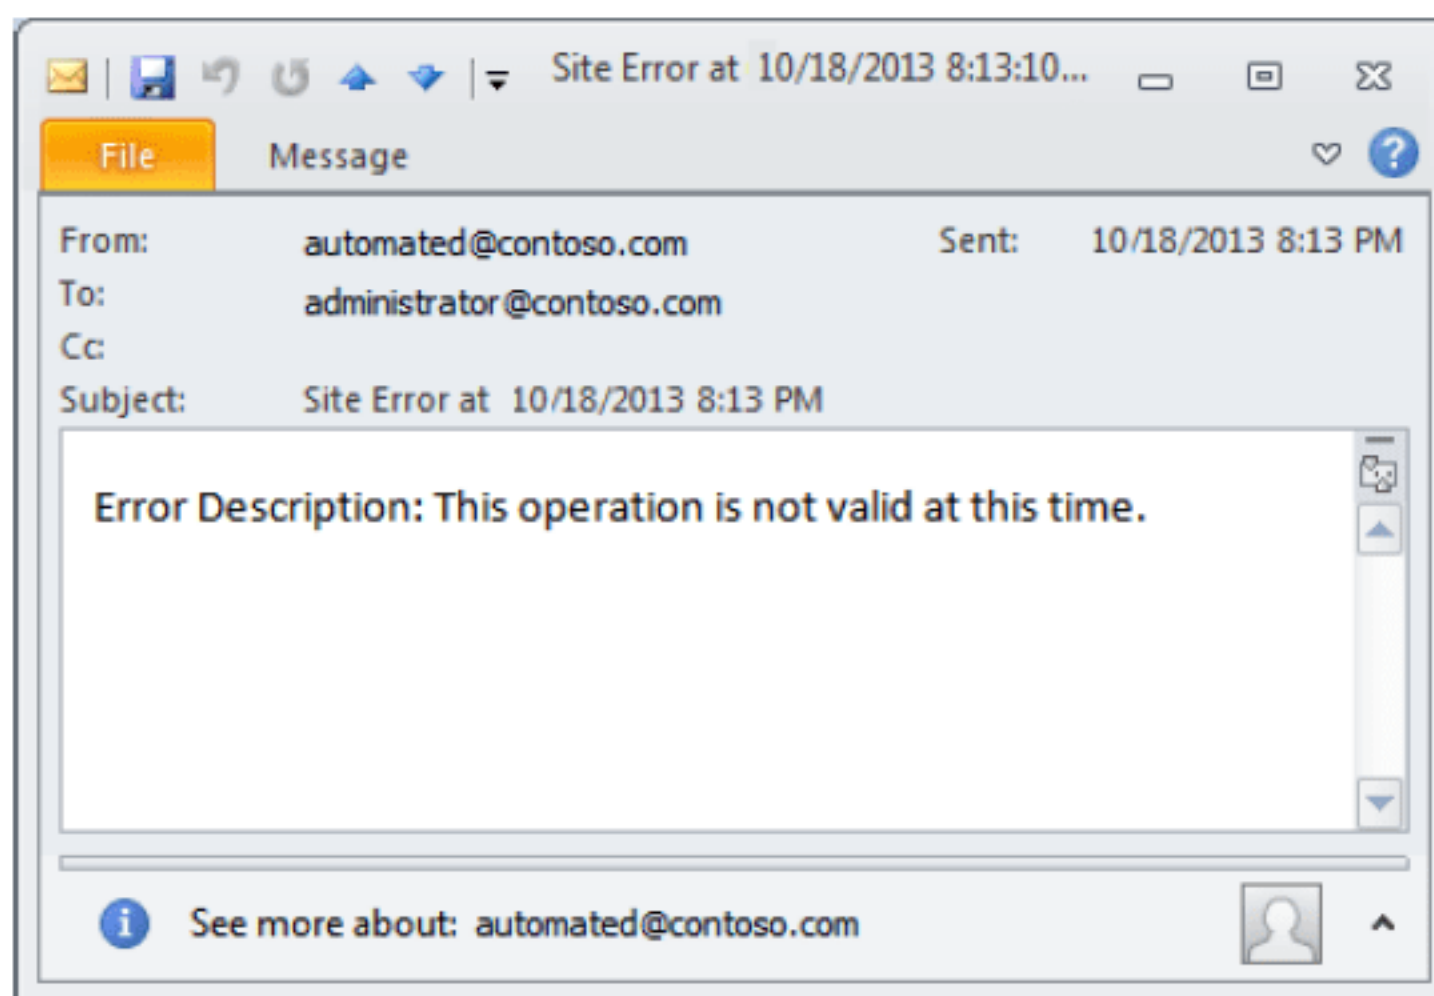 Site Error at 10/18/2013 8:13:10...
File Message
From: automated@contoso.com Sent: 10/18/2013 8:13 PM
To: administrator@contoso.com
Cc:
Subject: Site Error at 10/18/2013 8:13 PM
Error Description: This operation is not valid at this time.
See more about: automated@contoso.com